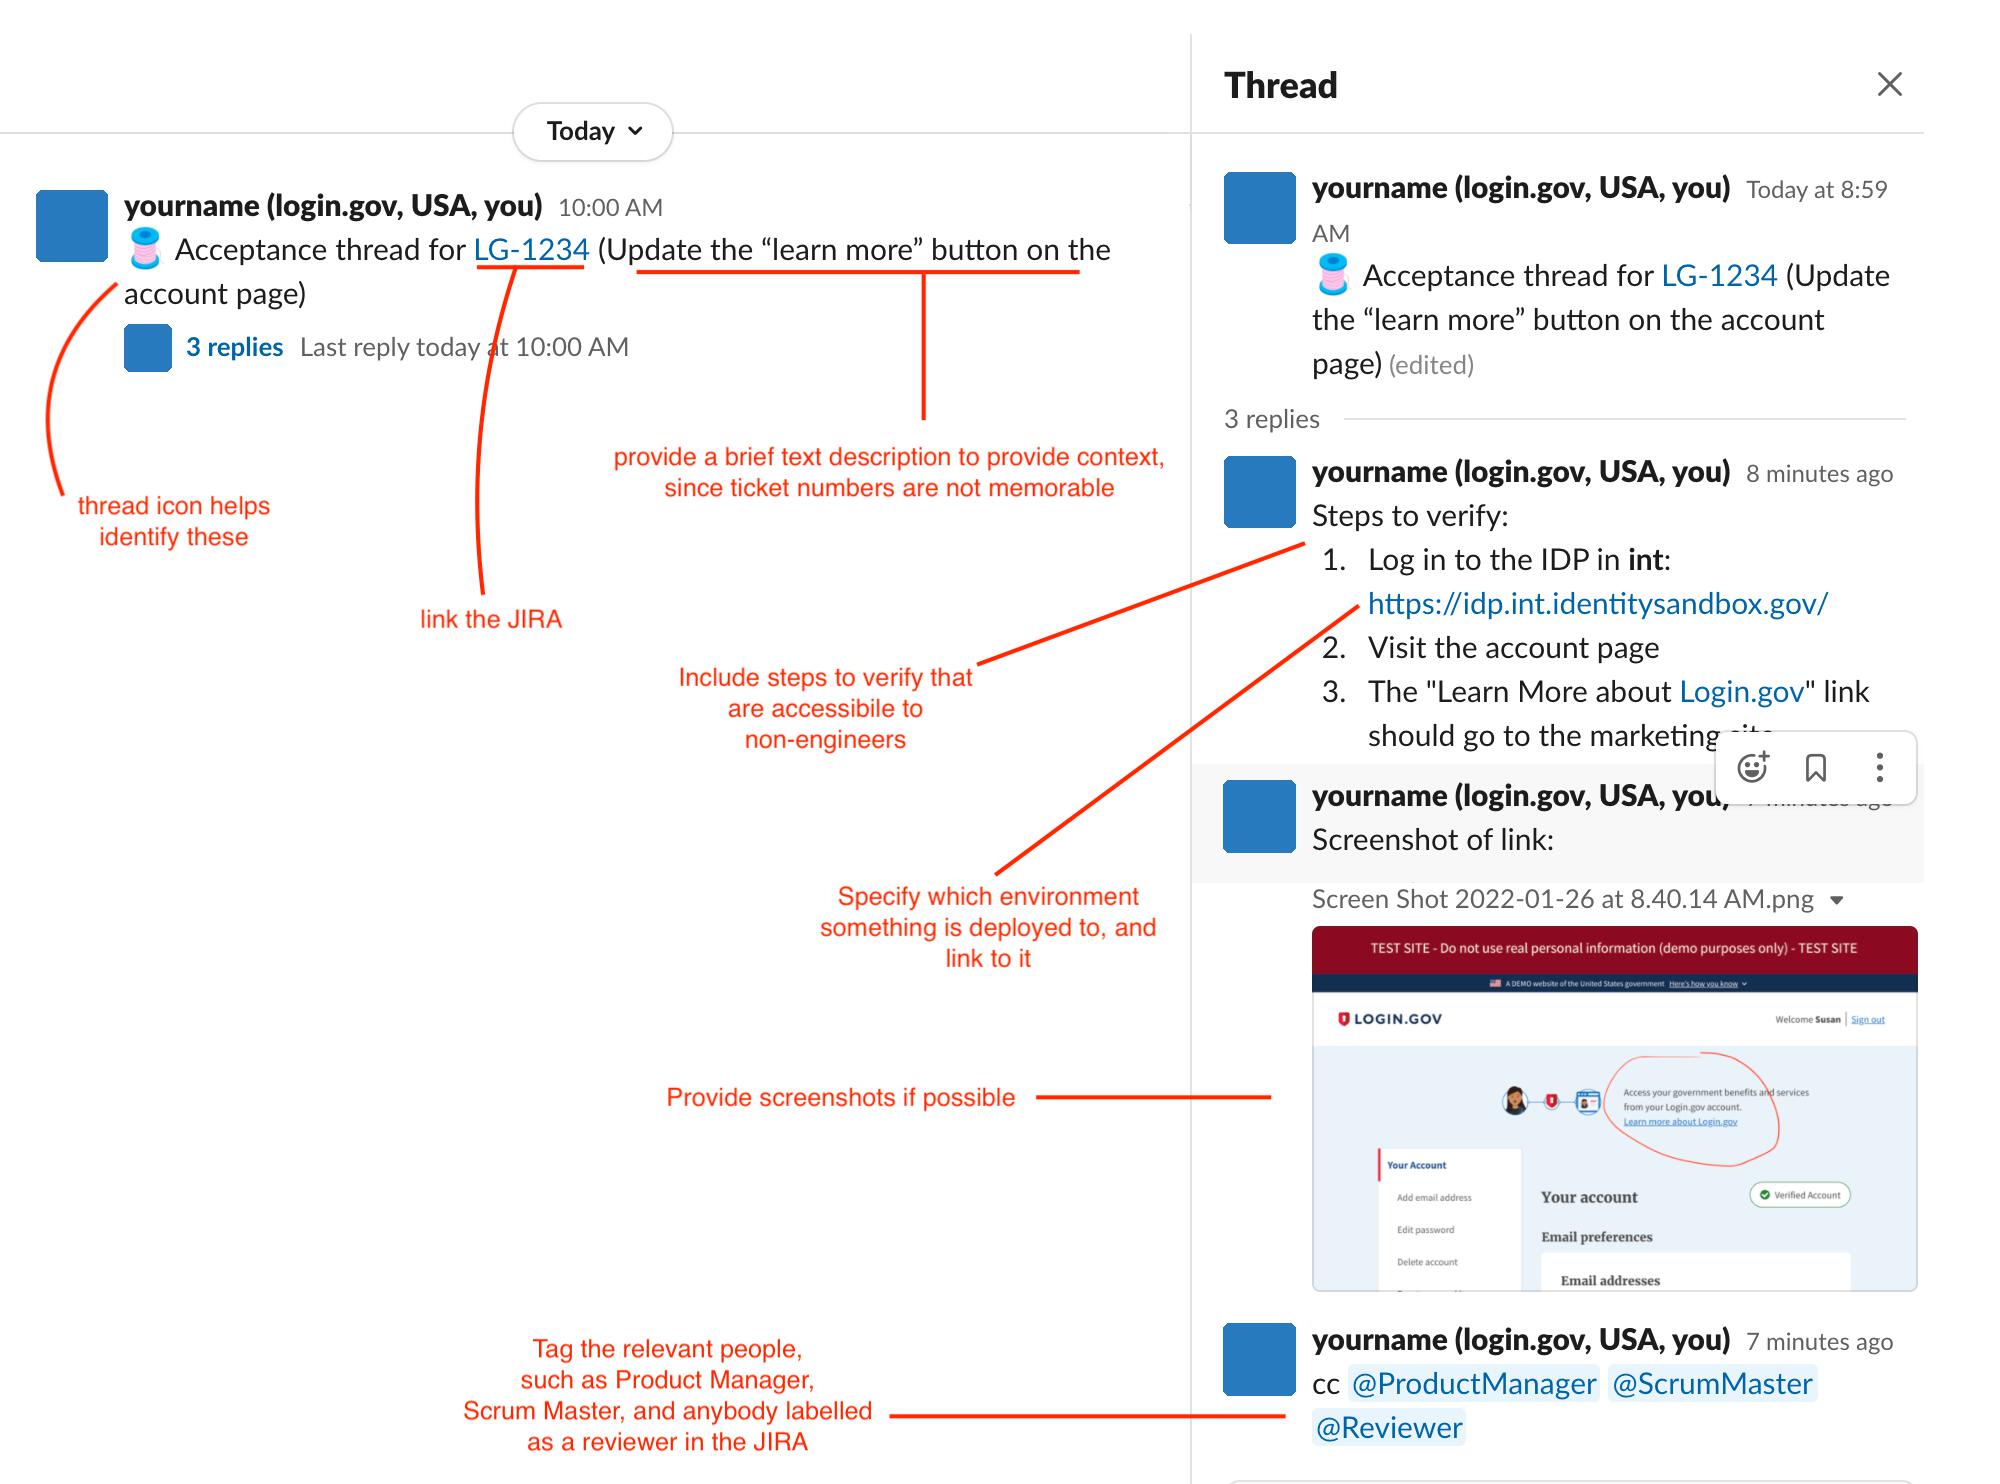 Today
yourname (login.gov, USA, you) 10:00 AM
🧵 Acceptance thread for LG-1234 (Update the “learn more” button on the
account page)
3 replies Last reply today at 10:00 AM
thread icon helps
identify these
link the JIRA
provide a brief text description to provide context,
since ticket numbers are not memorable
Include steps to verify that
are accessibile to
non-engineers
Specify which environment
something is deployed to, and
link to it
Provide screenshots if possible
Tag the relevant people,
such as Product Manager,
Scrum Master, and anybody labelled
as a reviewer in the JIRA
Thread
yourname (login.gov, USA, you) Today at 8:59
AM
🧵 Acceptance thread for LG-1234 (Update
the “learn more” button on the account
page) (edited)
3 replies
yourname (login.gov, USA, you) 8 minutes ago
Steps to verify:
1. Log in to the IDP in int:
https://idp.int.identitysandbox.gov/
2. Visit the account page
3. The "Learn More about Login.gov" link
should go to the marketing site
yourname (login.gov, USA, you) 7 minutes ago
Screenshot of link:
Screen Shot 2022-01-26 at 8.40.14 AM.png
TEST SITE - Do not use real personal information (demo purposes only) - TEST SITE
A DEMO website of the United States government Here's how you know
LOGIN.GOV
Welcome Susan | Sign out
Access your government benefits and services
from your Login.gov account.
Learn more about Login.gov
Your Account
Add email address
Edit password
Delete account
Your account
Verified Account
Email preferences
Email addresses
yourname (login.gov, USA, you) 7 minutes ago
cc @ProductManager @ScrumMaster
@Reviewer